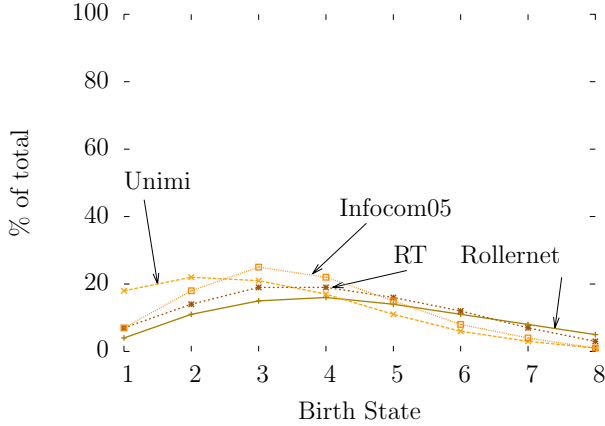 100
80
60
40
20
0
% of total
Unimi
Infocom05
RT
Rollernet
1 2 3 4 5 6 7 8
Birth State